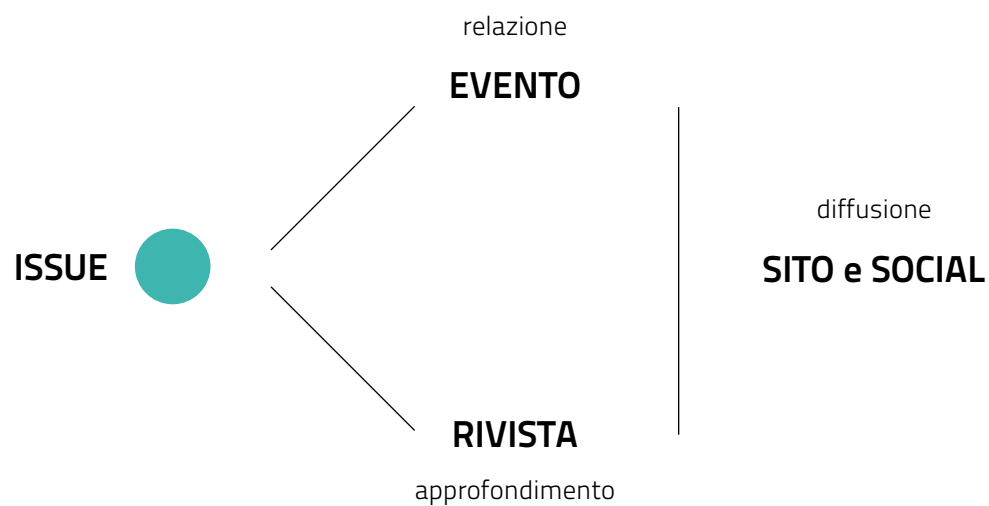 relazione
EVENTO
diffusione
ISSUE
SITO e SOCIAL
RIVISTA
approfondimento